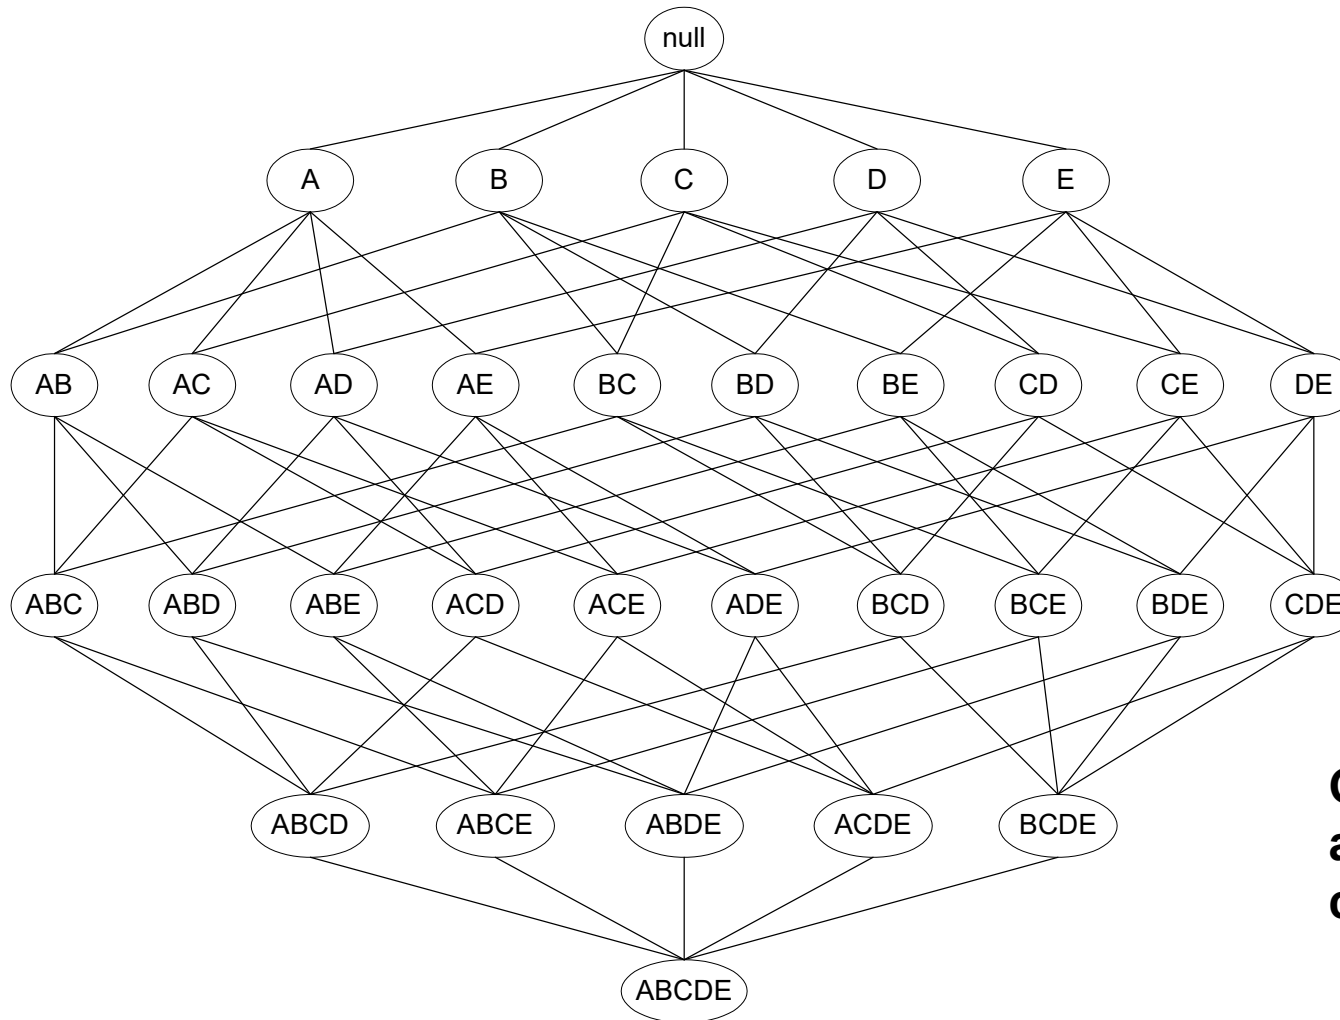 null
A B C D E
AB AC AD AE BC BD BE CD CE DE
ABC ABD ABE ACD ACE ADE BCD BCE BDE CDE
ABCD ABCE ABDE ACDE BCDE
ABCDE